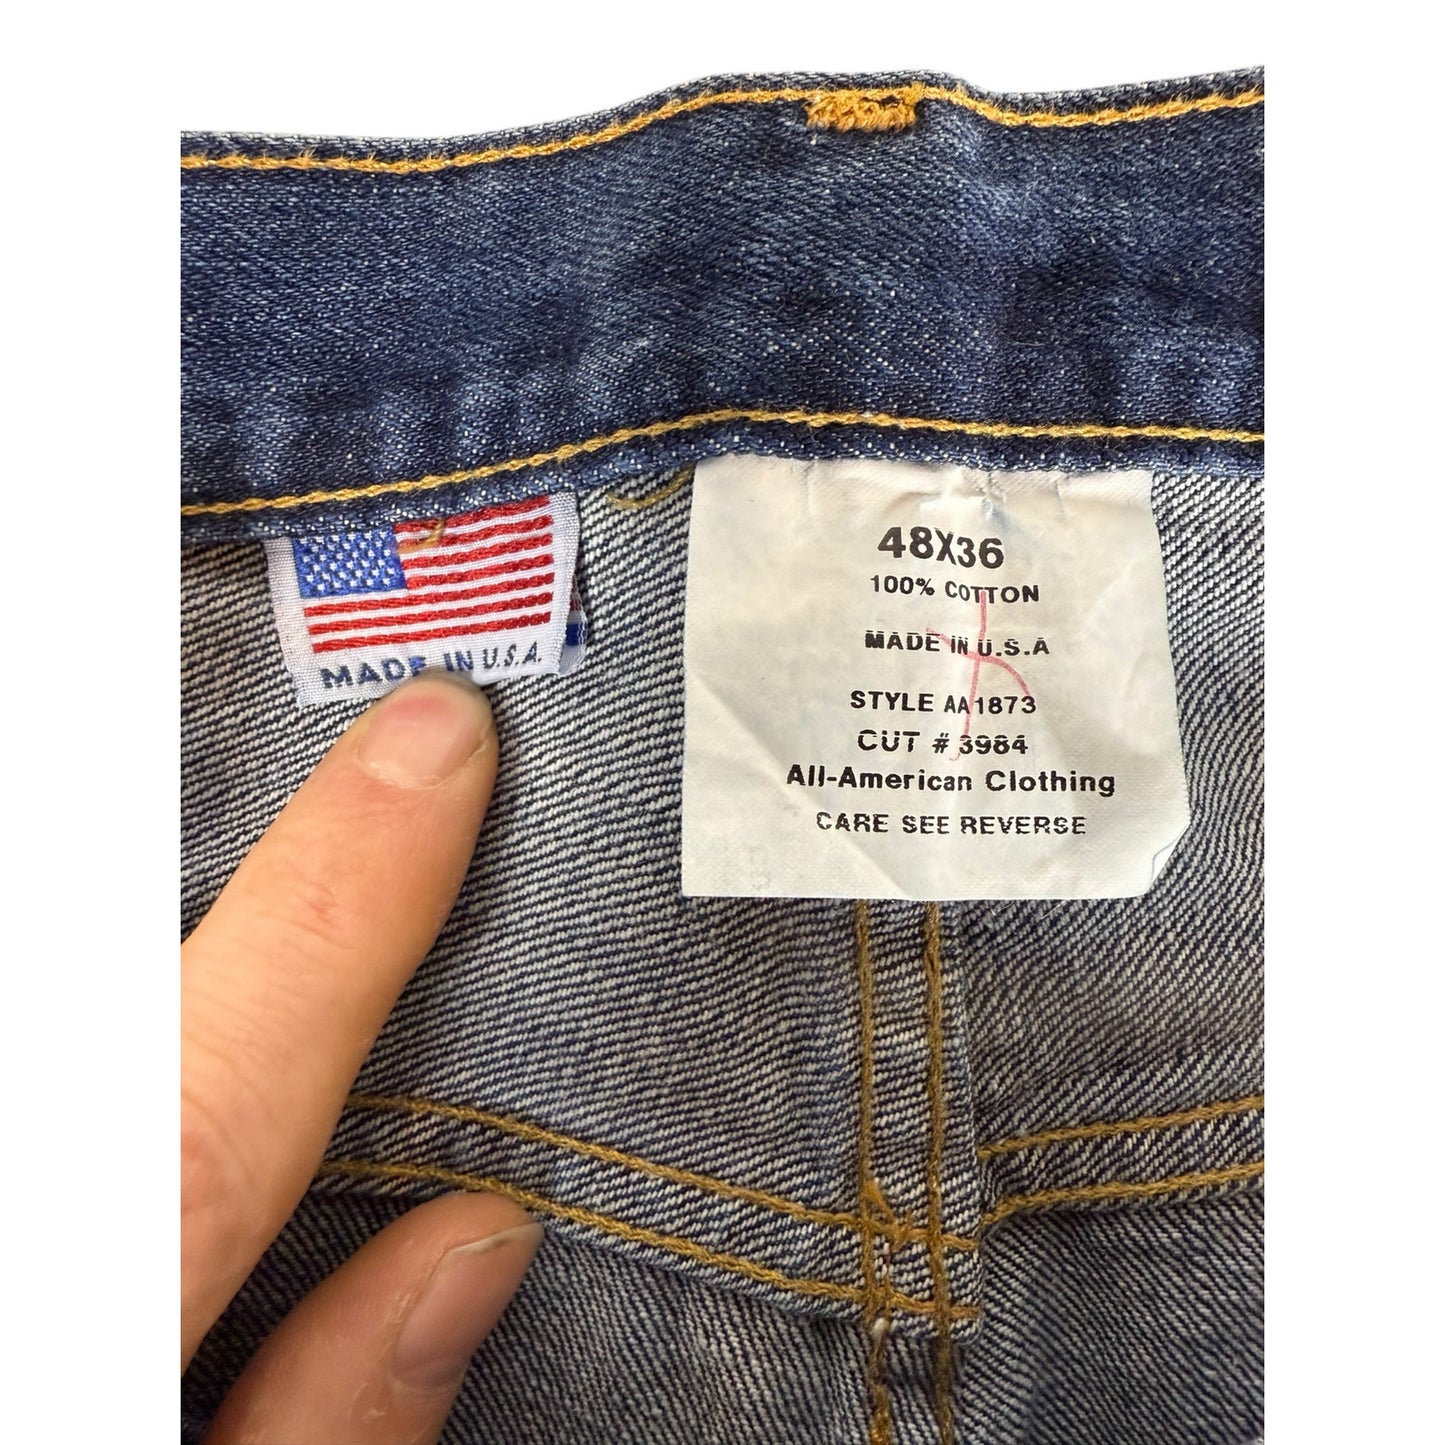 MADE IN U.S.A.
48X36
100% COTTON
MADE IN U.S.A
STYLE AA1873
CUT # 3984
All-American Clothing
CARE SEE REVERSE